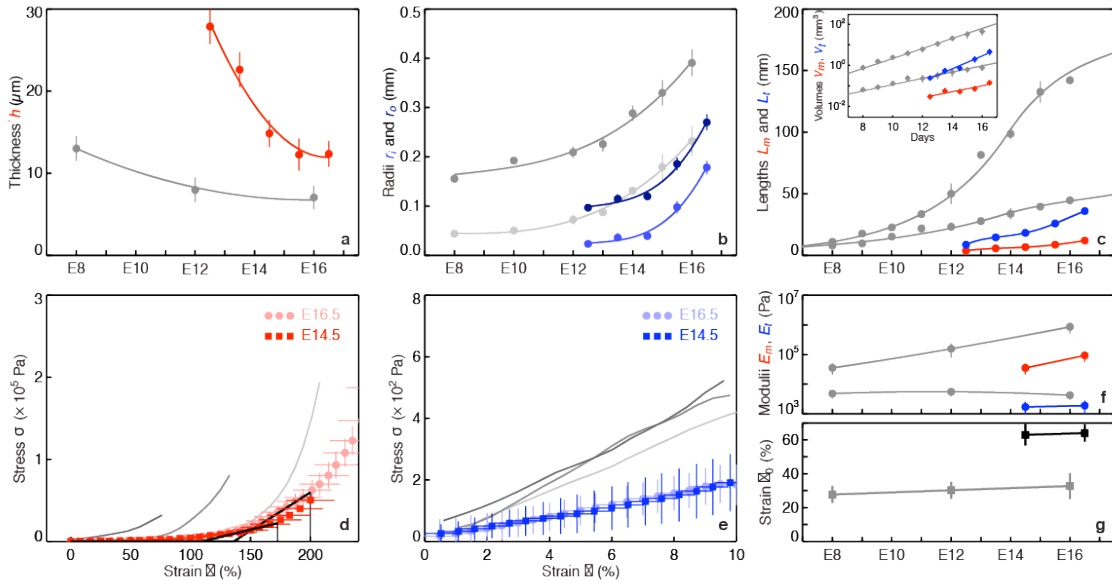 Thickness h (µm)
30
20
10
0
a
E8 E10 E12 E14 E16
Radii ri and ro (mm)
0.5
0.4
0.3
0.2
0.1
0.0
b
E8 E10 E12 E14 E16
Lengths Lm and Lt (mm)
200
150
100
50
0
c
E8 E10 E12 E14 E16
Volumes Vm, Vt (mm³)
10²
10⁰
10⁻²
8 10 12 14 16
Days
Stress σ (× 10⁵ Pa)
3
2
1
0
E16.5
E14.5
d
0 50 100 150 200
Strain (%)
Stress σ (× 10² Pa)
8
6
4
2
0
E16.5
E14.5
e
0 2 4 6 8 10
Strain (%)
Modulii Em, Et (Pa)
10⁷
10⁵
10³
f
Strain 0 (%)
60
40
20
0
g
E8 E10 E12 E14 E16